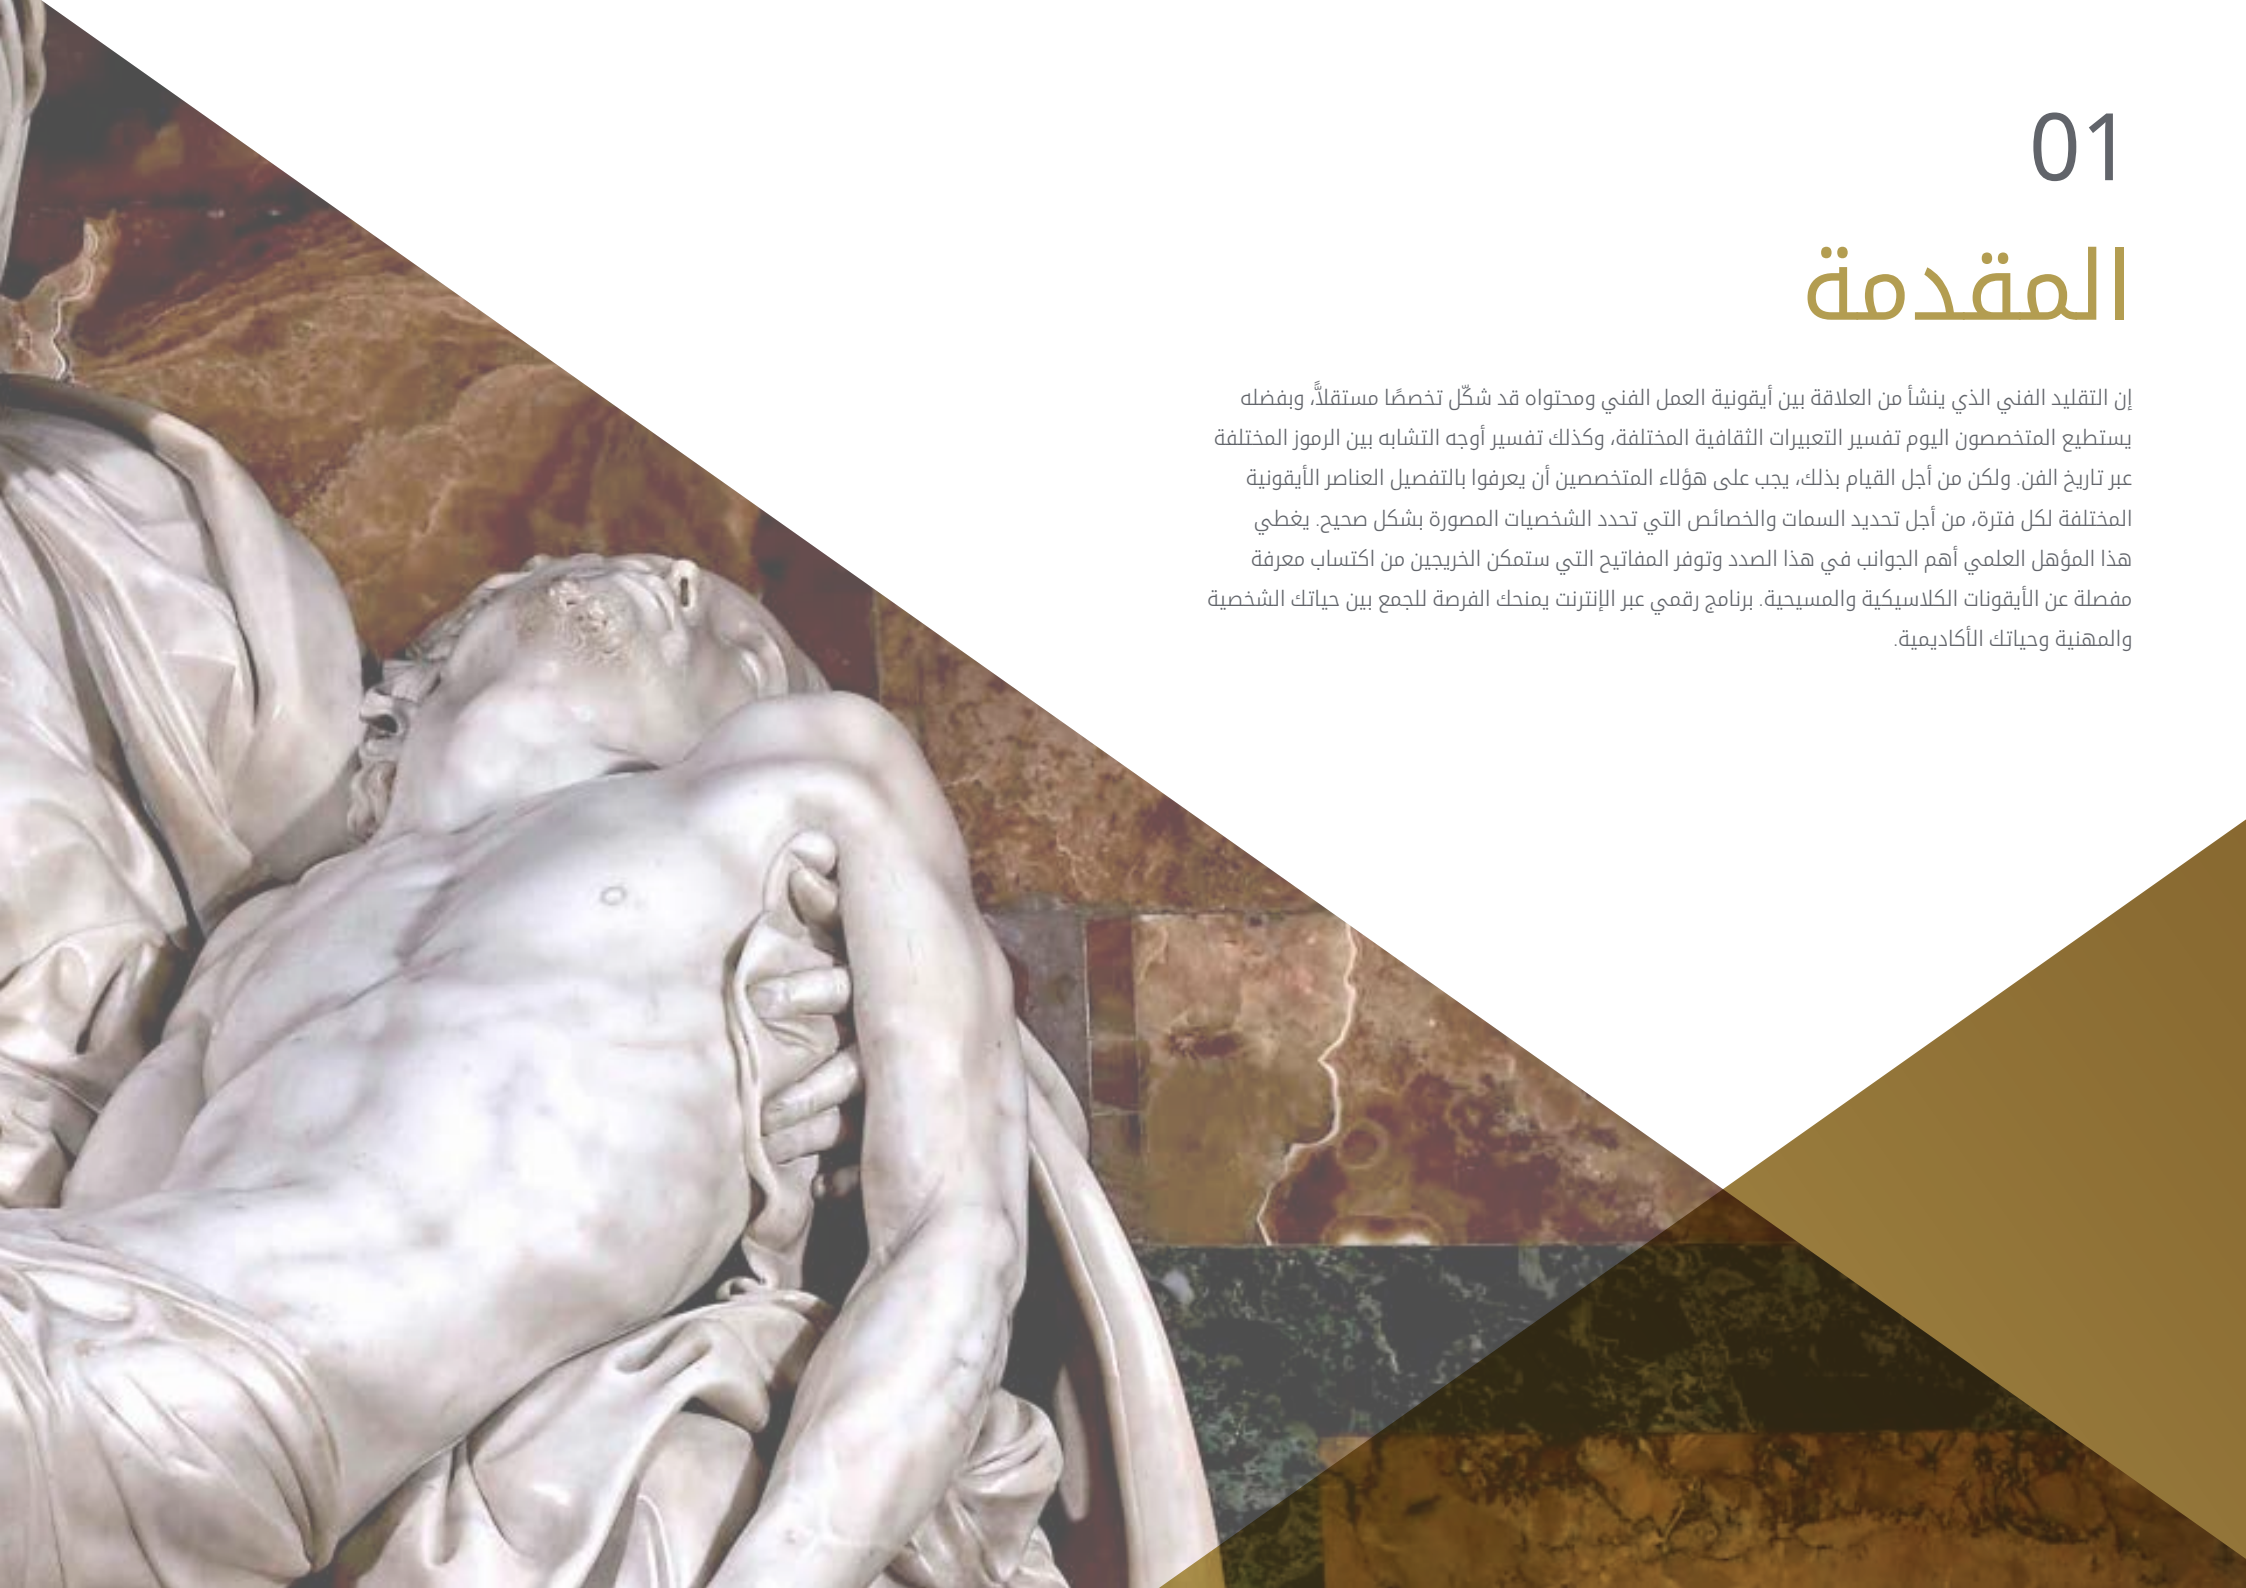 01
المقدمة
إن التقليد الفني الذي ينشأ من العلاقة بين أيقونية العمل الفني ومحتواه قد شكّل تخصصًا مستقلاًّ، وبفضله
يستطيع المتخصصون اليوم تفسير التعبيرات الثقافية المختلفة، وكذلك تفسير أوجه التشابه بين الرموز المختلفة
عبر تاريخ الفن. ولكن من أجل القيام بذلك، يجب على هؤلاء المتخصصين أن يعرفوا بالتفصيل العناصر الأيقونية
المختلفة لكل فترة، من أجل تحديد السمات والخصائص التي تحدد الشخصيات المصورة بشكل صحيح. يغطي
هذا المؤهل العلمي أهم الجوانب في هذا الصدد وتوفر المفاتيح التي ستمكن الخريجين من اكتساب معرفة
مفصلة عن الأيقونات الكلاسيكية والمسيحية. برنامج رقمي عبر الإنترنت يمنحك الفرصة للجمع بين حياتك الشخصية
والمهنية وحياتك الأكاديمية.